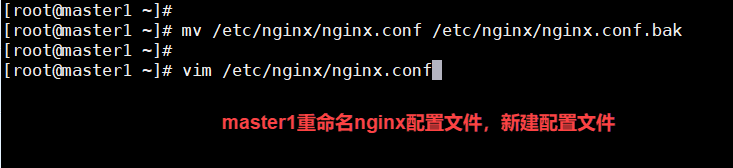 [root@master1 ~]#
[root@master1 ~]# mv /etc/nginx/nginx.conf /etc/nginx/nginx.conf.bak
[root@master1 ~]#
[root@master1 ~]# vim /etc/nginx/nginx.conf
master1重命名nginx配置文件，新建配置文件